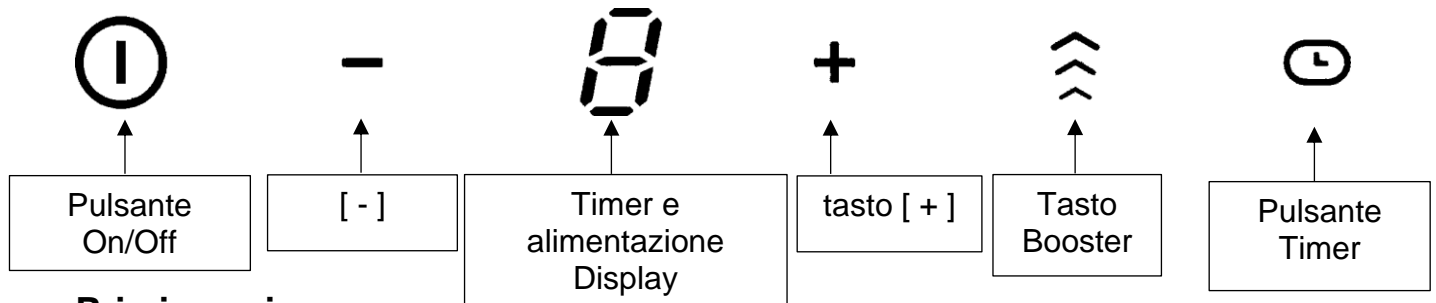 Pulsante
On/Off
[ - ]
Timer e
alimentazione
Display
tasto [ + ]
Tasto
Booster
Pulsante
Timer